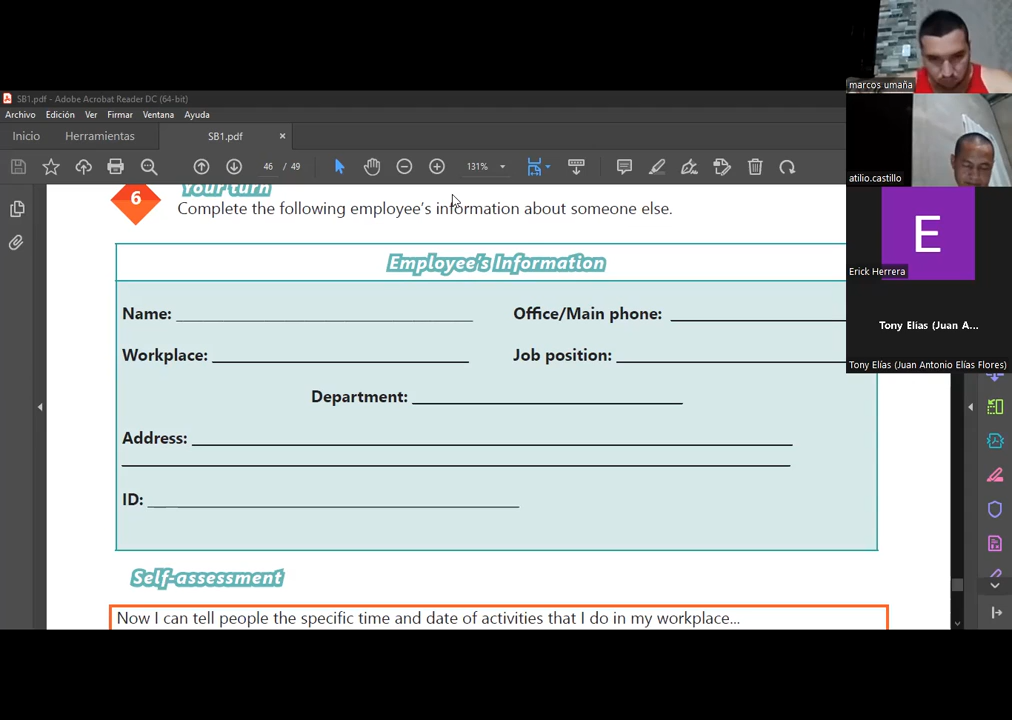 SB1.pdf - Adobe Acrobat Reader DC (64-bit)
Archivo Edición Ver Firmar Ventana Ayuda
Inicio Herramientas SB1.pdf
46 / 49 131%
6
Your turn
Complete the following employee's information about someone else.
Employee's Information
Name: Office/Main phone:
Workplace: Job position:
Department:
Address:
ID:
Self-assessment
Now I can tell people the specific time and date of activities that I do in my workplace...
marcos umaña
atilio.castillo
E
Erick Herrera
Tony Elias (Juan A...
Tony Elías (Juan Antonio Elías Flores)